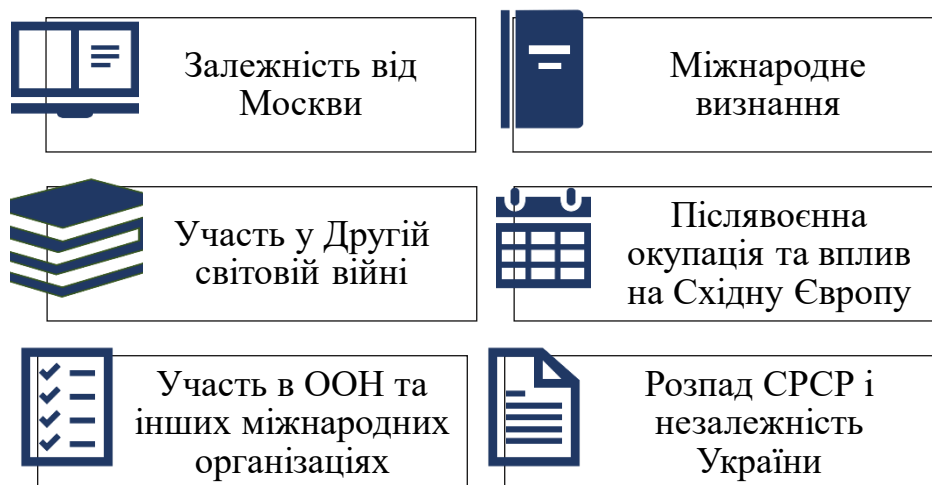 Залежність від
Москви
Міжнародне
визнання
Участь у Другій
світовій війні
Післявоєнна
окупація та вплив
на Східну Європу
Участь в ООН та
інших міжнародних
організаціях
Розпад СРСР і
незалежність
України